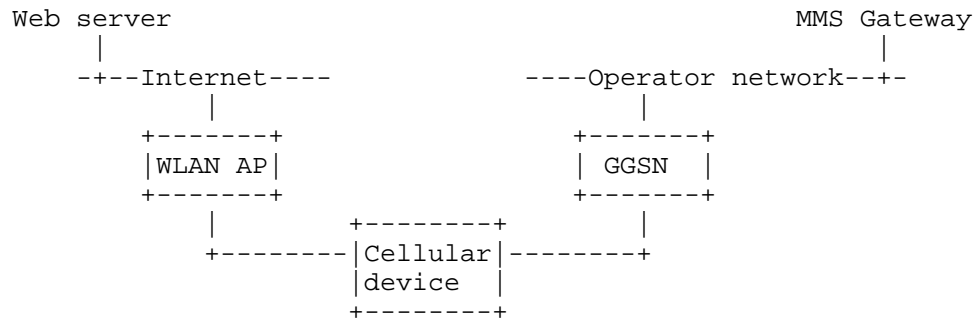 Web server MMS Gateway
-+--Internet---- ----Operator network--+-
WLAN AP GGSN
Cellular
device